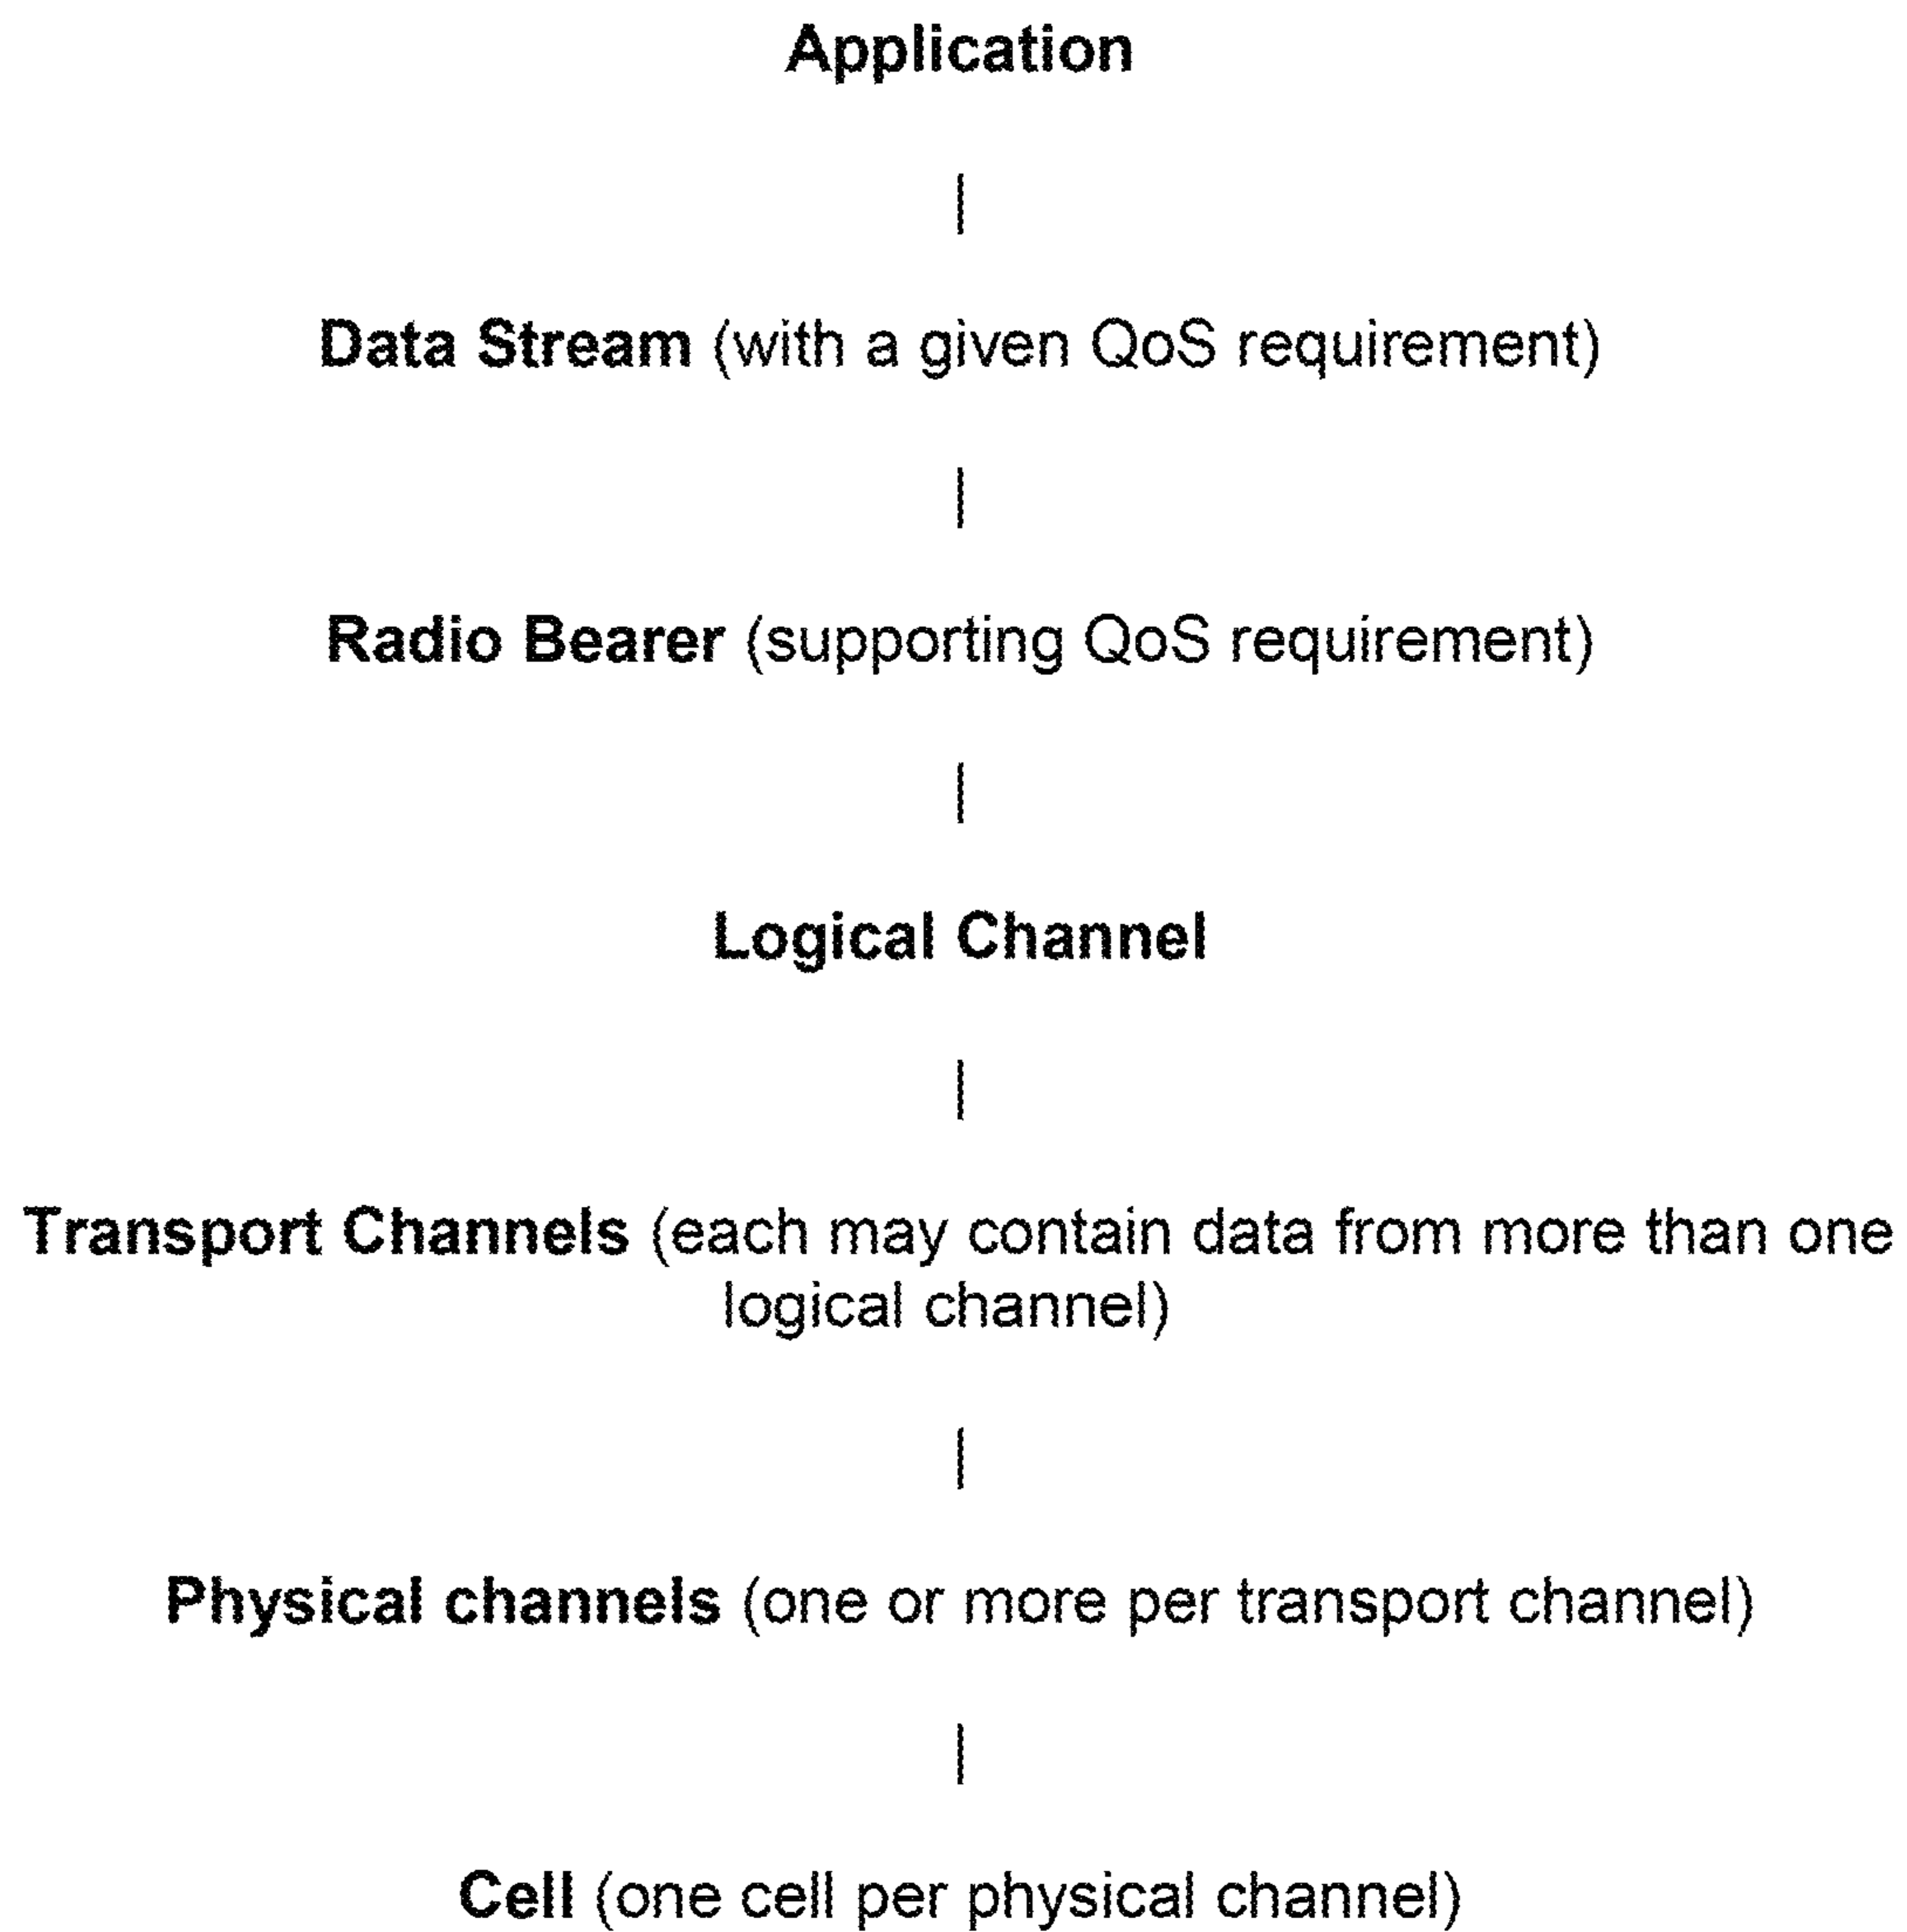 Application
Data Stream (with a given QoS requirement)
Radio Bearer (supporting QoS requirement)
Logical Channel
Transport Channels (each may contain data from more than one
logical channel)
Physical channels (one or more per transport channel)
Cell (one cell per physical channel)